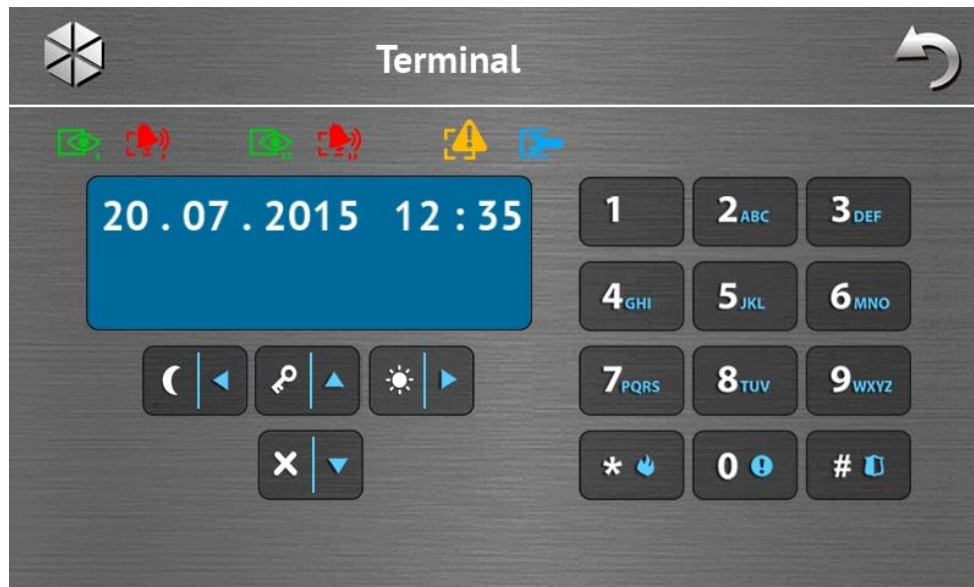 Terminal
20.07.2015 12:35
1 2ABC 3DEF
4GHI 5JKL 6MNO
7PQRS 8TUV 9WXYZ
* 0 #